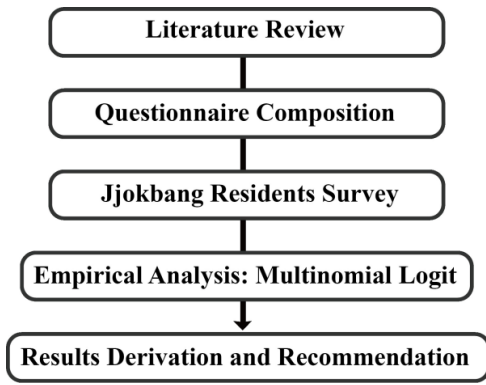 Literature Review
Questionnaire Composition
Jjokbang Residents Survey
Empirical Analysis: Multinomial Logit
Results Derivation and Recommendation